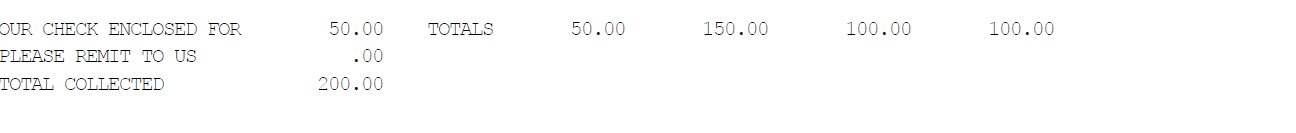 OUR CHECK ENCLOSED FOR 50.00 TOTALS 50.00 150.00 100.00 100.00
PLEASE REMIT TO US .00
TOTAL COLLECTED 200.00